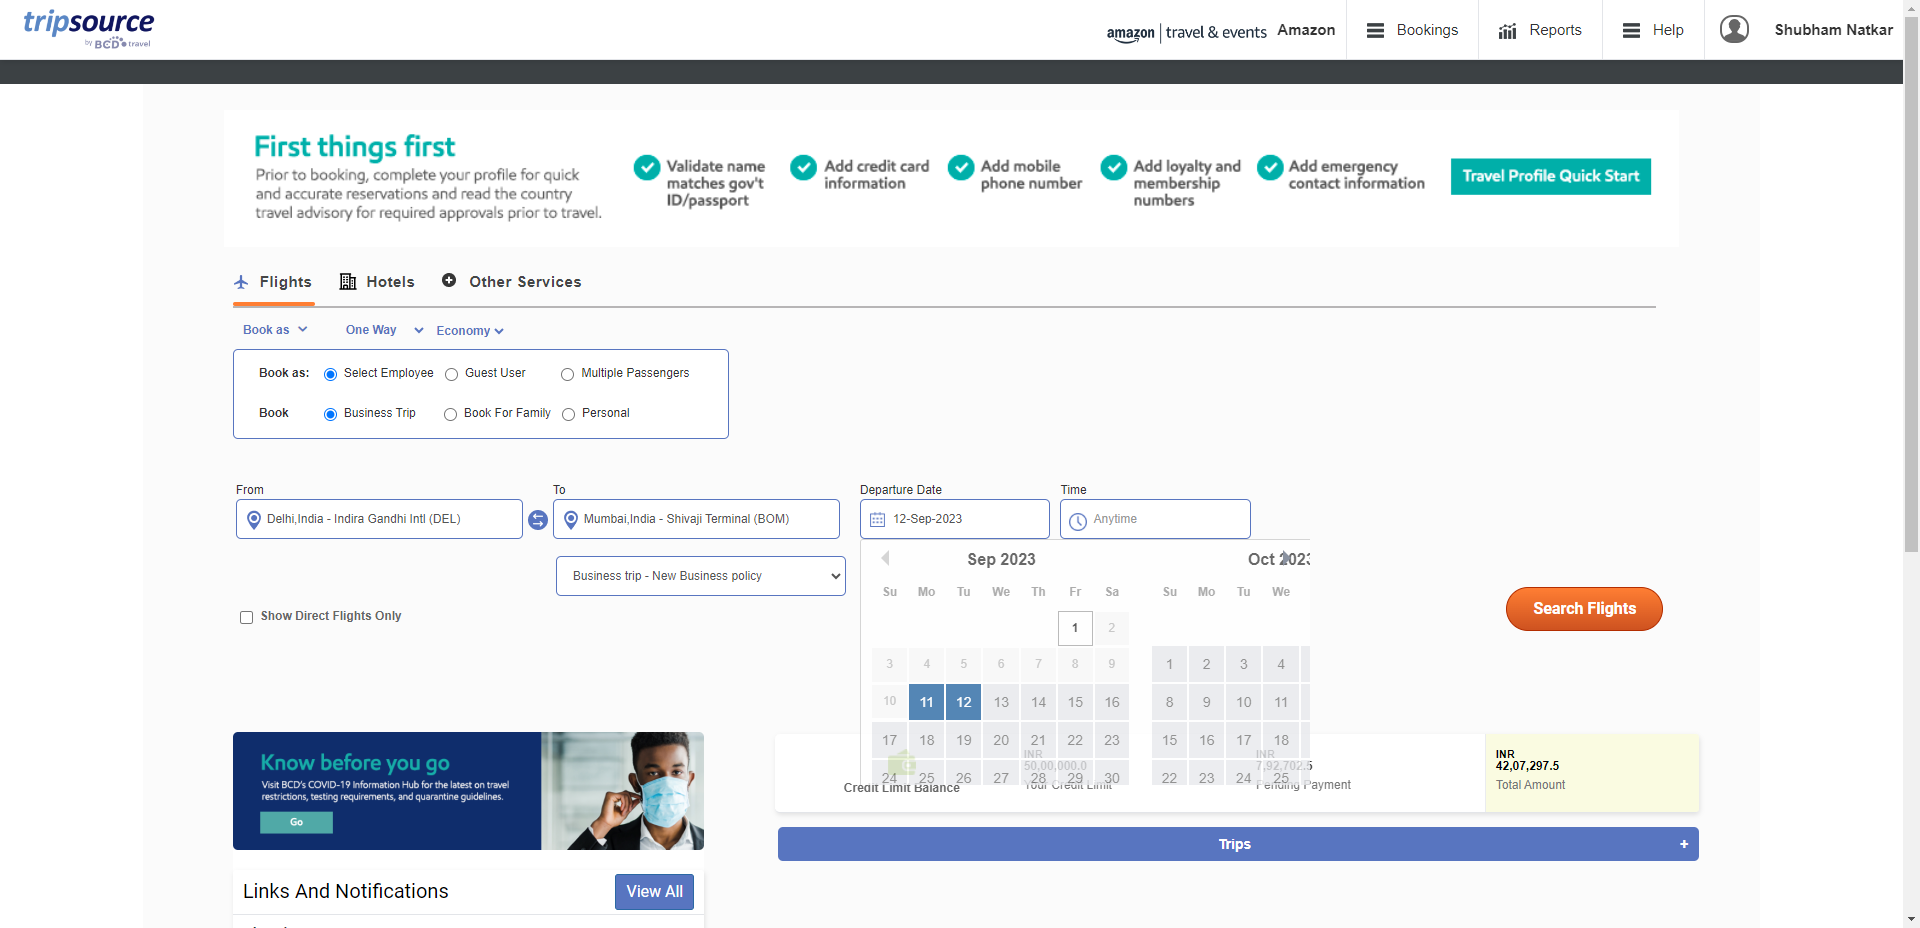 tripsource
by BCD travel
amazon | travel & events Amazon
Bookings
Reports
Help
Shubham Natkar
First things first
Prior to booking, complete your profile for quick
and accurate reservations and read the country
travel advisory for required approvals prior to travel.
Validate name
matches gov't
ID/passport
Add credit card
information
Add mobile
phone number
Add loyalty and
membership
numbers
Add emergency
contact information
Travel Profile Quick Start
Flights
Hotels
Other Services
Book as
One Way
Economy
Book as: Select Employee Guest User Multiple Passengers
Book Business Trip Book For Family Personal
From
Delhi,India - Indira Gandhi Intl (DEL)
To
Mumbai,India - Shivaji Terminal (BOM)
Departure Date
12-Sep-2023
Time
Anytime
Business trip - New Business policy
Show Direct Flights Only
Search Flights
Sep 2023
Su Mo Tu We Th Fr Sa
1 2
3 4 5 6 7 8 9
10 11 12 13 14 15 16
17 18 19 20 21 22 23
24 25 26 27 28 29 30
Oct 2023
Su Mo Tu We
1 2 3 4
8 9 10 11
15 16 17 18
22 23 24 25
Credit Limit Balance
INR
50,00,000.0
Your Credit Limit
INR
7,92,702.5
Pending Payment
INR
42,07,297.5
Total Amount
Trips +
Know before you go
Visit BCD's COVID-19 Information Hub for the latest on travel
restrictions, testing requirements, and quarantine guidelines.
Go
Links And Notifications
View All